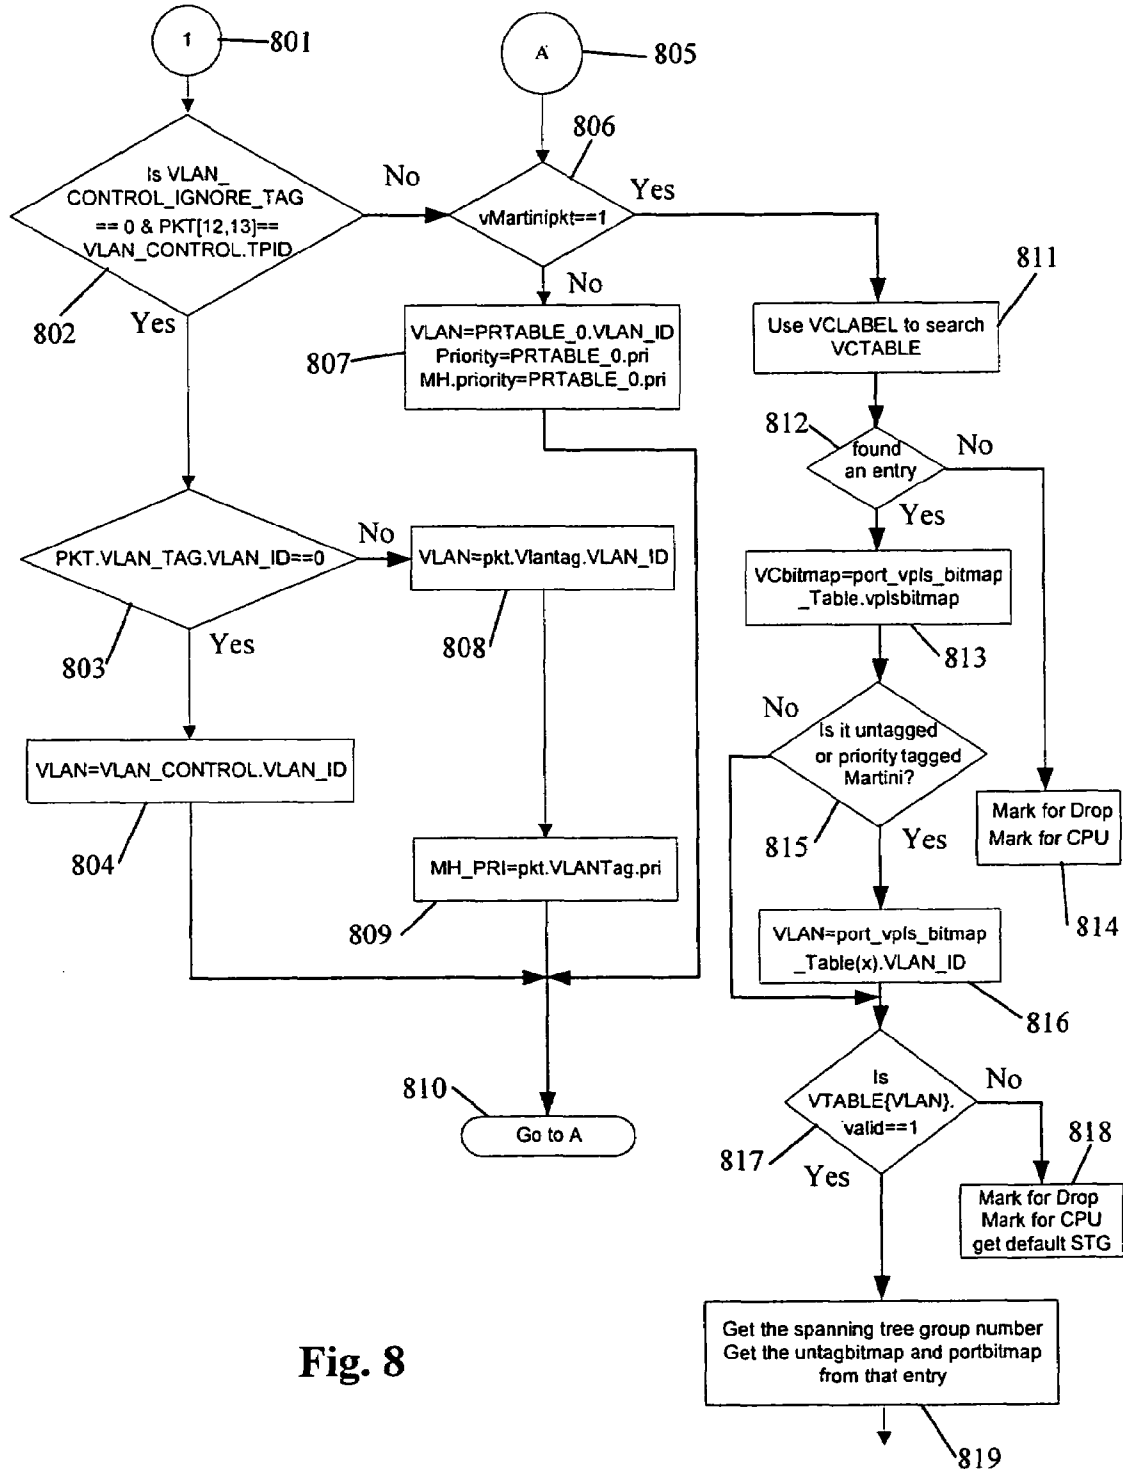 1
801
A
805
Is VLAN_
CONTROL_IGNORE_TAG
== 0 & PKT[12,13]==
VLAN_CONTROL.TPID
802
No
Yes
806
vMartinipkt==1
Yes
No
VLAN=PRTABLE_0.VLAN_ID
Priority=PRTABLE_0.pri
MH.priority=PRTABLE_0.pri
807
811
Use VCLABEL to search
VCTABLE
812
found
an entry
No
Yes
PKT.VLAN_TAG.VLAN_ID==0
803
No
Yes
VLAN=pkt.Vlantag.VLAN_ID
808
VCbitmap=port_vpls_bitmap
_Table.vplsbitmap
813
No
Is it untagged
or priority tagged
Martini?
815
Yes
VLAN=VLAN_CONTROL.VLAN_ID
804
Mark for Drop
Mark for CPU
814
MH_PRI=pkt.VLANTag.pri
809
VLAN=port_vpls_bitmap
_Table(x).VLAN_ID
816
810
Go to A
Is
VTABLE{VLAN}.
valid==1
817
No
Yes
818
Mark for Drop
Mark for CPU
get default STG
Get the spanning tree group number
Get the untagbitmap and portbitmap
from that entry
819
Fig. 8